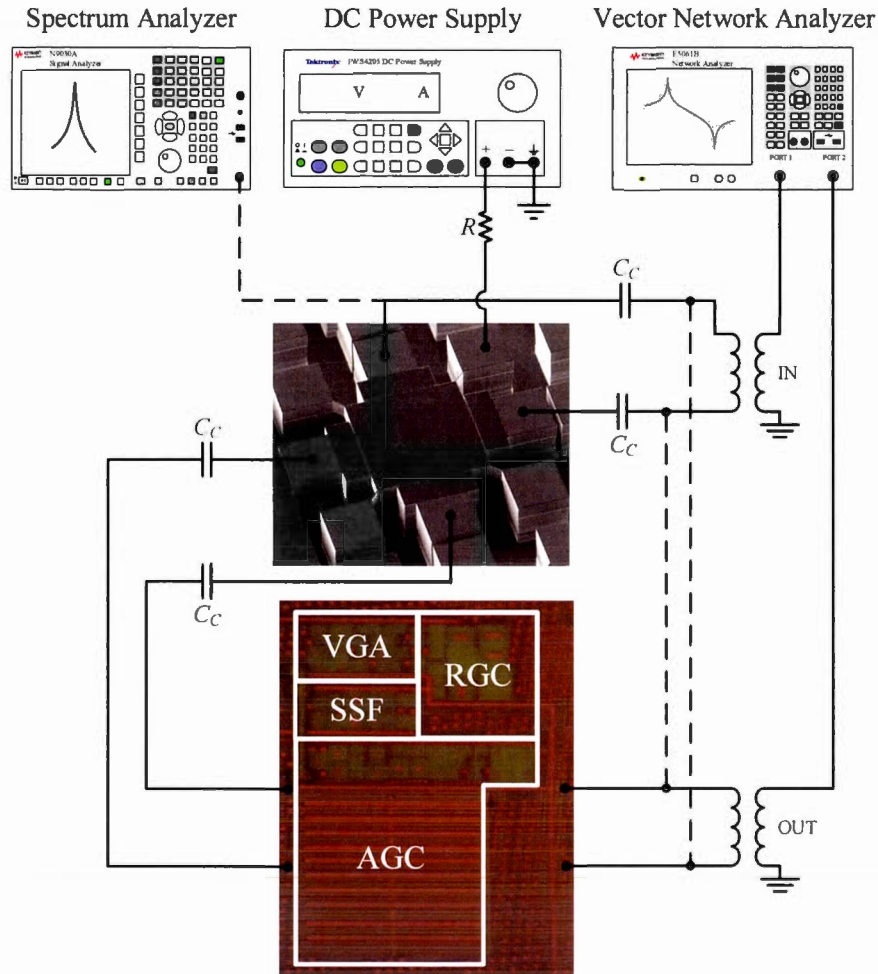 Spectrum Analyzer
DC Power Supply
Vector Network Analyzer
N9030A
Signal Analyzer
Tektronix PWS4205 DC Power Supply
E5061B
Network Analyzer
V A
+ −
PORT 1 PORT 2
R
C_C
IN
C_C
C_C
C_C
VGA
RGC
SSF
OUT
AGC